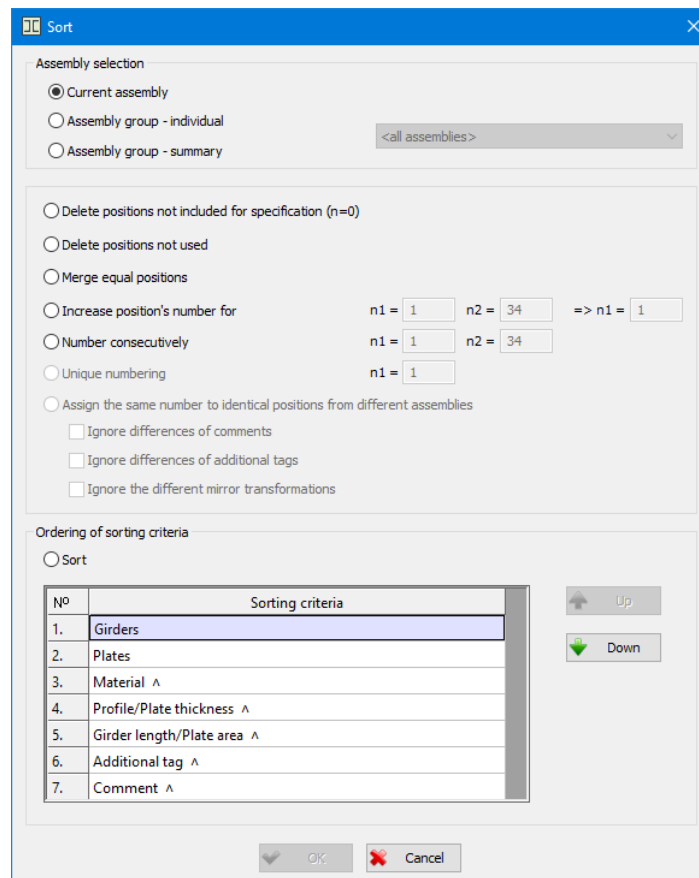 Sort
Assembly selection
Current assembly
Assembly group - individual
<all assemblies>
Assembly group - summary
Delete positions not included for specification (n=0)
Delete positions not used
Merge equal positions
Increase position's number for n1 = 1 n2 = 34 => n1 = 1
Number consecutively n1 = 1 n2 = 34
Unique numbering n1 = 1
Assign the same number to identical positions from different assemblies
Ignore differences of comments
Ignore differences of additional tags
Ignore the different mirror transformations
Ordering of sorting criteria
Sort
Nº Sorting criteria Up
1. Girders
2. Plates Down
3. Material ^
4. Profile/Plate thickness ^
5. Girder length/Plate area ^
6. Additional tag ^
7. Comment ^
OK Cancel